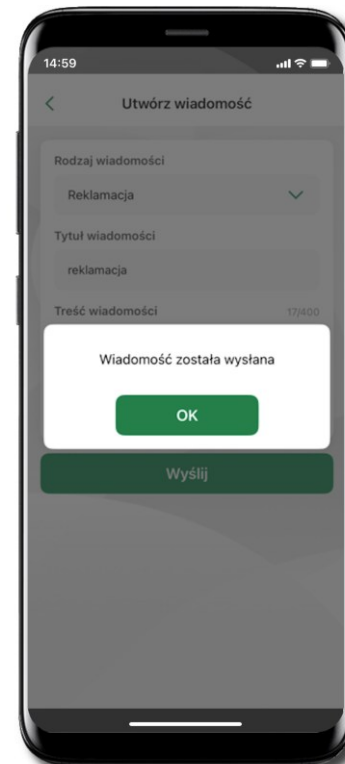 14:59
Utwórz wiadomość
Rodzaj wiadomości
Reklamacja
Tytuł wiadomości
reklamacja
Treść wiadomości 17/400
Wiadomość została wysłana
OK
Wyślij